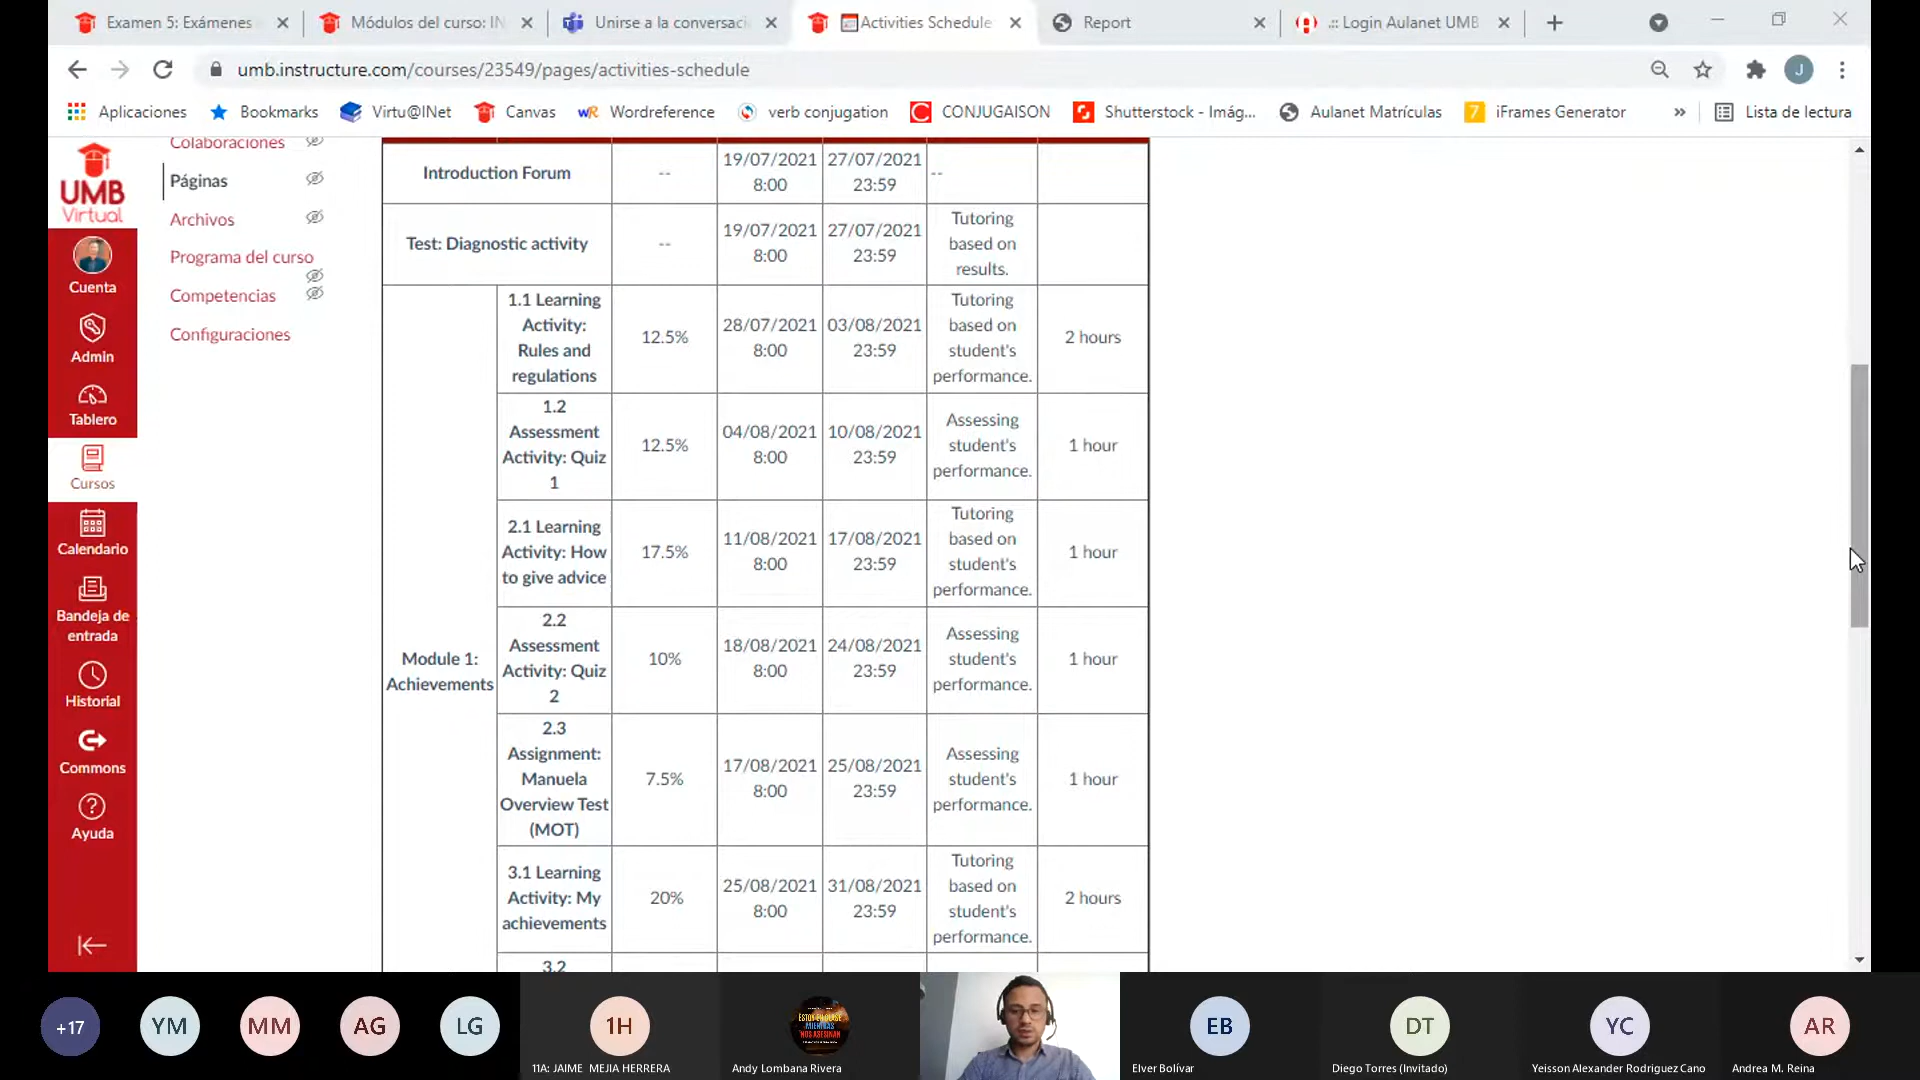 Examen 5: Exámenes
Módulos del curso: IN
Unirse a la conversaci
Activities Schedule
Report
.:: Login Aulanet UMB
umb.instructure.com/courses/23549/pages/activities-schedule
J
Aplicaciones
Bookmarks
Virtu@lNet
Canvas
WR
Wordreference
verb conjugation
C
CONJUGAISON
Shutterstock - Imág...
Aulanet Matrículas
7
iFrames Generator
»
Lista de lectura
UMB
Virtual
Cuenta
Admin
Tablero
Cursos
Calendario
Bandeja de
entrada
Historial
Commons
Ayuda
Colaboraciones
Páginas
Archivos
Programa del curso
Competencias
Configuraciones
Introduction Forum
--
19/07/2021
8:00
27/07/2021
23:59
--
Test: Diagnostic activity
--
19/07/2021
8:00
27/07/2021
23:59
Tutoring
based on
results.
Module 1:
Achievements
1.1 Learning
Activity:
Rules and
regulations
12.5%
28/07/2021
8:00
03/08/2021
23:59
Tutoring
based on
student's
performance.
2 hours
1.2
Assessment
Activity: Quiz
1
12.5%
04/08/2021
8:00
10/08/2021
23:59
Assessing
student's
performance.
1 hour
2.1 Learning
Activity: How
to give advice
17.5%
11/08/2021
8:00
17/08/2021
23:59
Tutoring
based on
student's
performance.
1 hour
2.2
Assessment
Activity: Quiz
2
10%
18/08/2021
8:00
24/08/2021
23:59
Assessing
student's
performance.
1 hour
2.3
Assignment:
Manuela
Overview Test
(MOT)
7.5%
17/08/2021
8:00
25/08/2021
23:59
Assessing
student's
performance.
1 hour
3.1 Learning
Activity: My
achievements
20%
25/08/2021
8:00
31/08/2021
23:59
Tutoring
based on
student's
performance.
2 hours
3.2
+17
YM
MM
AG
LG
1H
11A: JAIME MEJIA HERRERA
ESTOY EN CLASE
MIENTRAS
NOS ASESINAN
Andy Lombana Rivera
EB
Elver Bolívar
DT
Diego Torres (Invitado)
YC
Yeisson Alexander Rodriguez Cano
AR
Andrea M. Reina